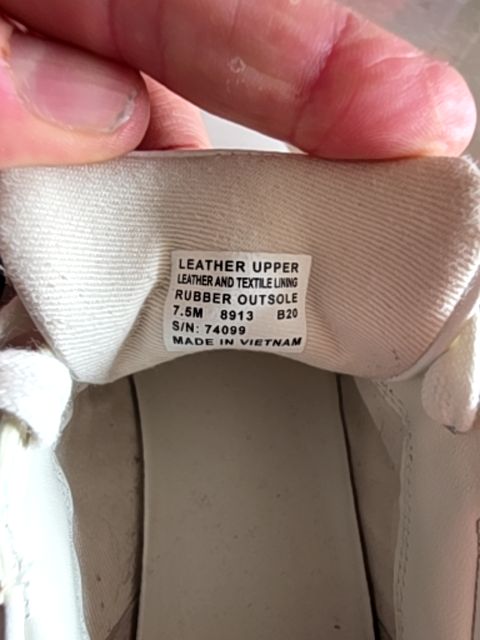 LEATHER UPPER
LEATHER AND TEXTILE LINING
RUBBER OUTSOLE
7.5M 8913 B20
S/N: 74099
MADE IN VIETNAM